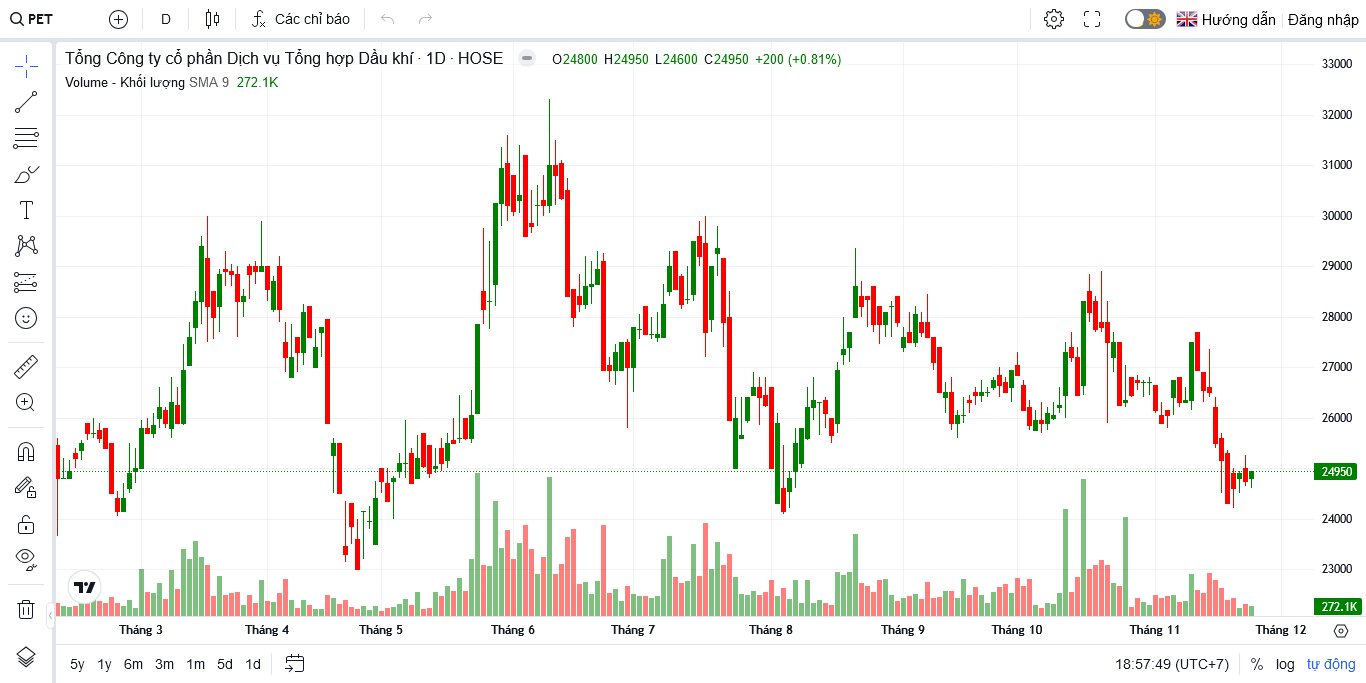 PET D Các chỉ báo Hướng dẫn Đăng nhập
Tổng Công ty cổ phần Dịch vụ Tổng hợp Dầu khí · 1D · HOSE O24800 H24950 L24600 C24950 +200 (+0.81%)
Volume - Khối lượng SMA 9 272.1K
33000
32000
31000
30000
29000
28000
27000
26000
24950
24000
23000
272.1K
Tháng 3 Tháng 4 Tháng 5 Tháng 6 Tháng 7 Tháng 8 Tháng 9 Tháng 10 Tháng 11 Tháng 12
5y 1y 6m 3m 1m 5d 1d 18:57:49 (UTC+7) % log tự động